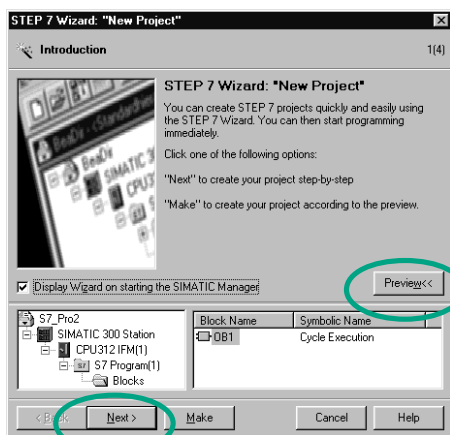 STEP 7 Wizard: "New Project"
Introduction
1(4)
STEP 7 Wizard: "New Project"
You can create STEP 7 projects quickly and easily using
the STEP 7 Wizard. You can then start programming
immediately.
Click one of the following options:
"Next" to create your project step-by-step
"Make" to create your project according to the preview.
BeaDir
SIMATIC 3
CPU3
Display Wizard on starting the SIMATIC Manager
Preview<<
S7_Pro2
SIMATIC 300 Station
CPU312 IFM(1)
S7 Program(1)
Blocks
Block Name Symbolic Name
OB1 Cycle Execution
< Back Next > Make Cancel Help